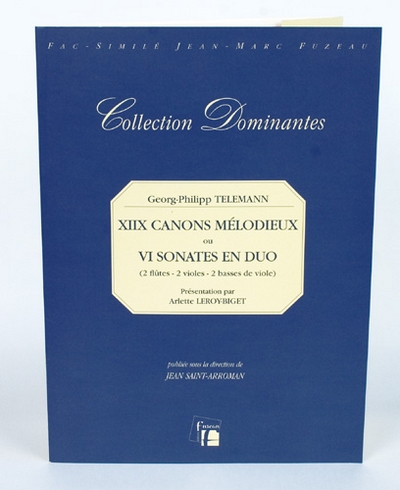 FAC-SIMILÉ JEAN-MARC FUZEAU
Collection Dominantes
Georg-Philipp TELEMANN
XIIX CANONS MÉLODIEUX
ou
VI SONATES EN DUO
(2 flûtes - 2 violes - 2 basses de viole)
Présentation par
Arlette LEROY-BIGET
publiée sous la direction de
JEAN SAINT-ARROMAN
fuzeau